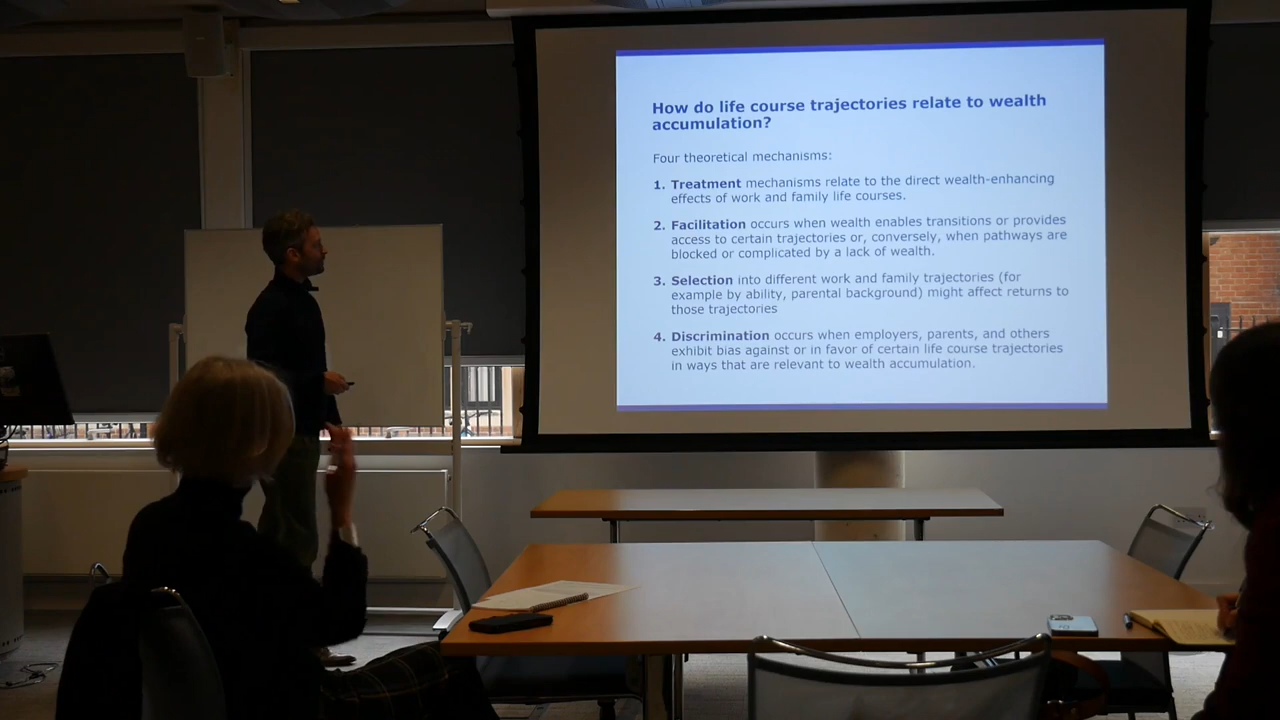 How do life course trajectories relate to wealth
accumulation?
Four theoretical mechanisms:
1. Treatment mechanisms relate to the direct wealth-enhancing
effects of work and family life courses.
2. Facilitation occurs when wealth enables transitions or provides
access to certain trajectories or, conversely, when pathways are
blocked or complicated by a lack of wealth.
3. Selection into different work and family trajectories (for
example by ability, parental background) might affect returns to
those trajectories
4. Discrimination occurs when employers, parents, and others
exhibit bias against or in favor of certain life course trajectories
in ways that are relevant to wealth accumulation.